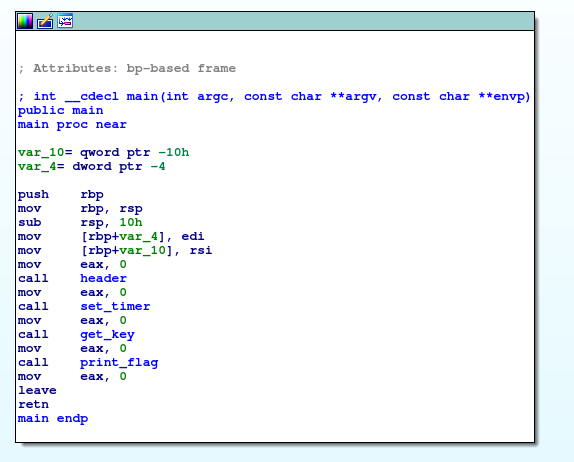 ; Attributes: bp-based frame
; int __cdecl main(int argc, const char **argv, const char **envp)
public main
main proc near
var_10= qword ptr -10h
var_4= dword ptr -4
push    rbp
mov     rbp, rsp
sub     rsp, 10h
mov     [rbp+var_4], edi
mov     [rbp+var_10], rsi
mov     eax, 0
call    header
mov     eax, 0
call    set_timer
mov     eax, 0
call    get_key
mov     eax, 0
call    print_flag
mov     eax, 0
leave
retn
main endp